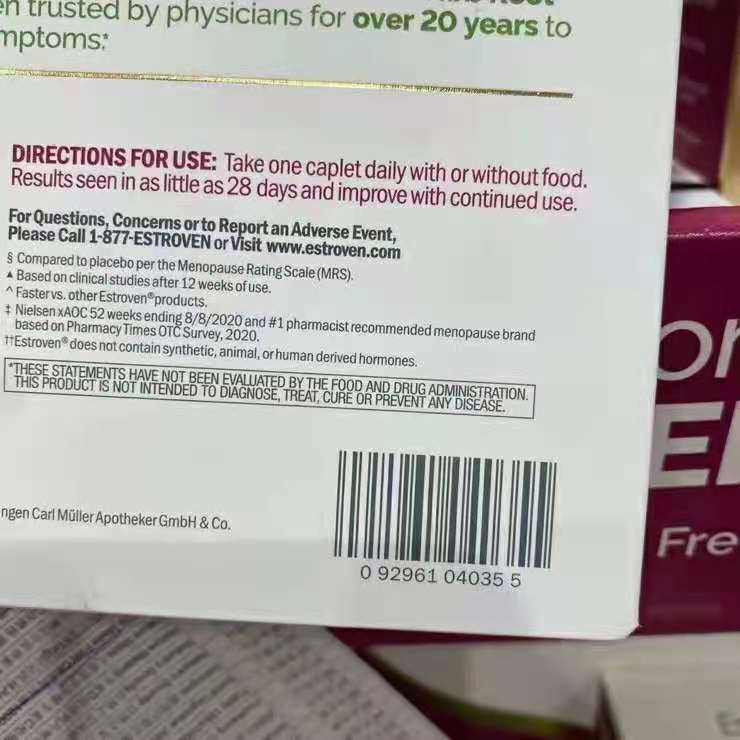 en trusted by physicians for over 20 years to
mptoms:*
DIRECTIONS FOR USE: Take one caplet daily with or without food.
Results seen in as little as 28 days and improve with continued use.
For Questions, Concerns or to Report an Adverse Event,
Please Call 1-877-ESTROVEN or Visit www.estroven.com
§ Compared to placebo per the Menopause Rating Scale (MRS).
▲ Based on clinical studies after 12 weeks of use.
^ Faster vs. other Estroven® products.
‡ Nielsen xAOC 52 weeks ending 8/8/2020 and #1 pharmacist recommended menopause brand
based on Pharmacy Times OTC Survey, 2020.
††Estroven® does not contain synthetic, animal, or human derived hormones.
*THESE STATEMENTS HAVE NOT BEEN EVALUATED BY THE FOOD AND DRUG ADMINISTRATION.
THIS PRODUCT IS NOT INTENDED TO DIAGNOSE, TREAT, CURE OR PREVENT ANY DISEASE.
ngen Carl Müller Apotheker GmbH & Co.
0 92961 04035 5
Fre